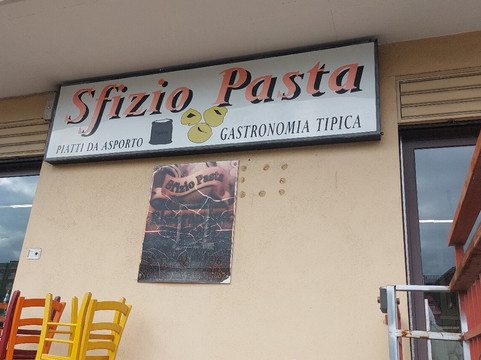 Sfizio Pasta
PIATTI DA ASPORTO
GASTRONOMIA TIPICA
Sfizio Pasta